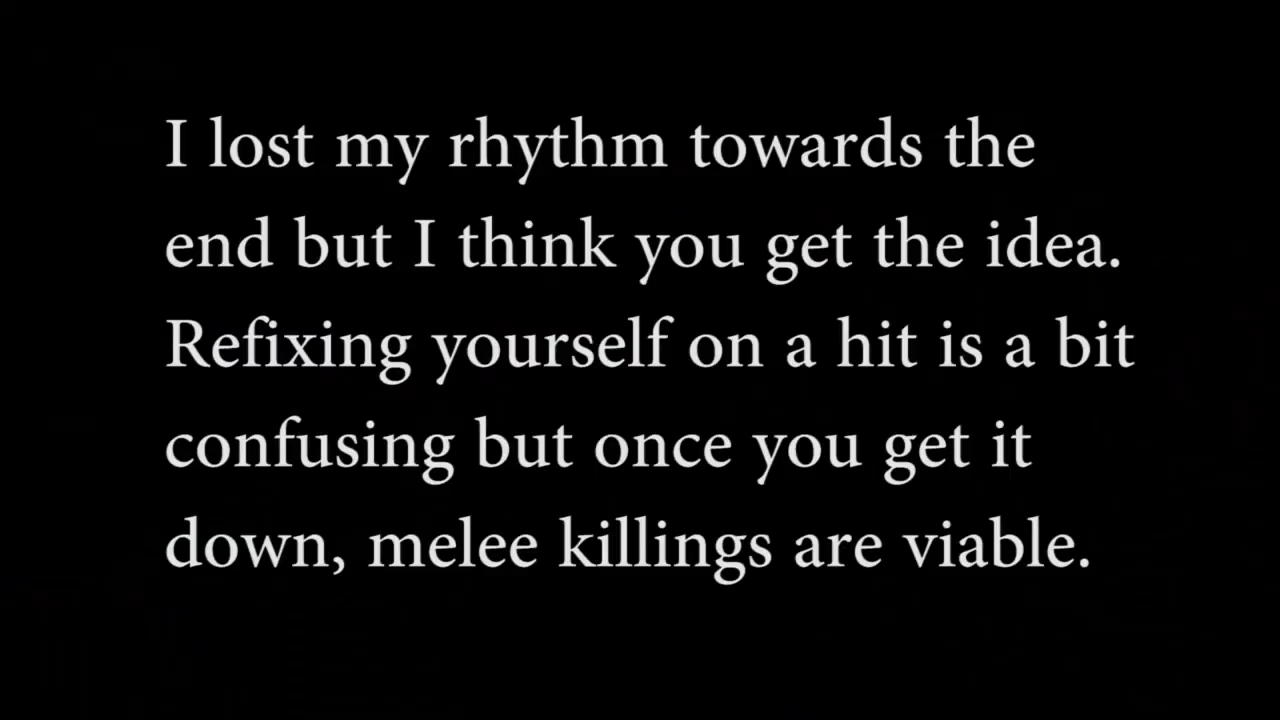 I lost my rhythm towards the
end but I think you get the idea.
Refixing yourself on a hit is a bit
confusing but once you get it
down, melee killings are viable.